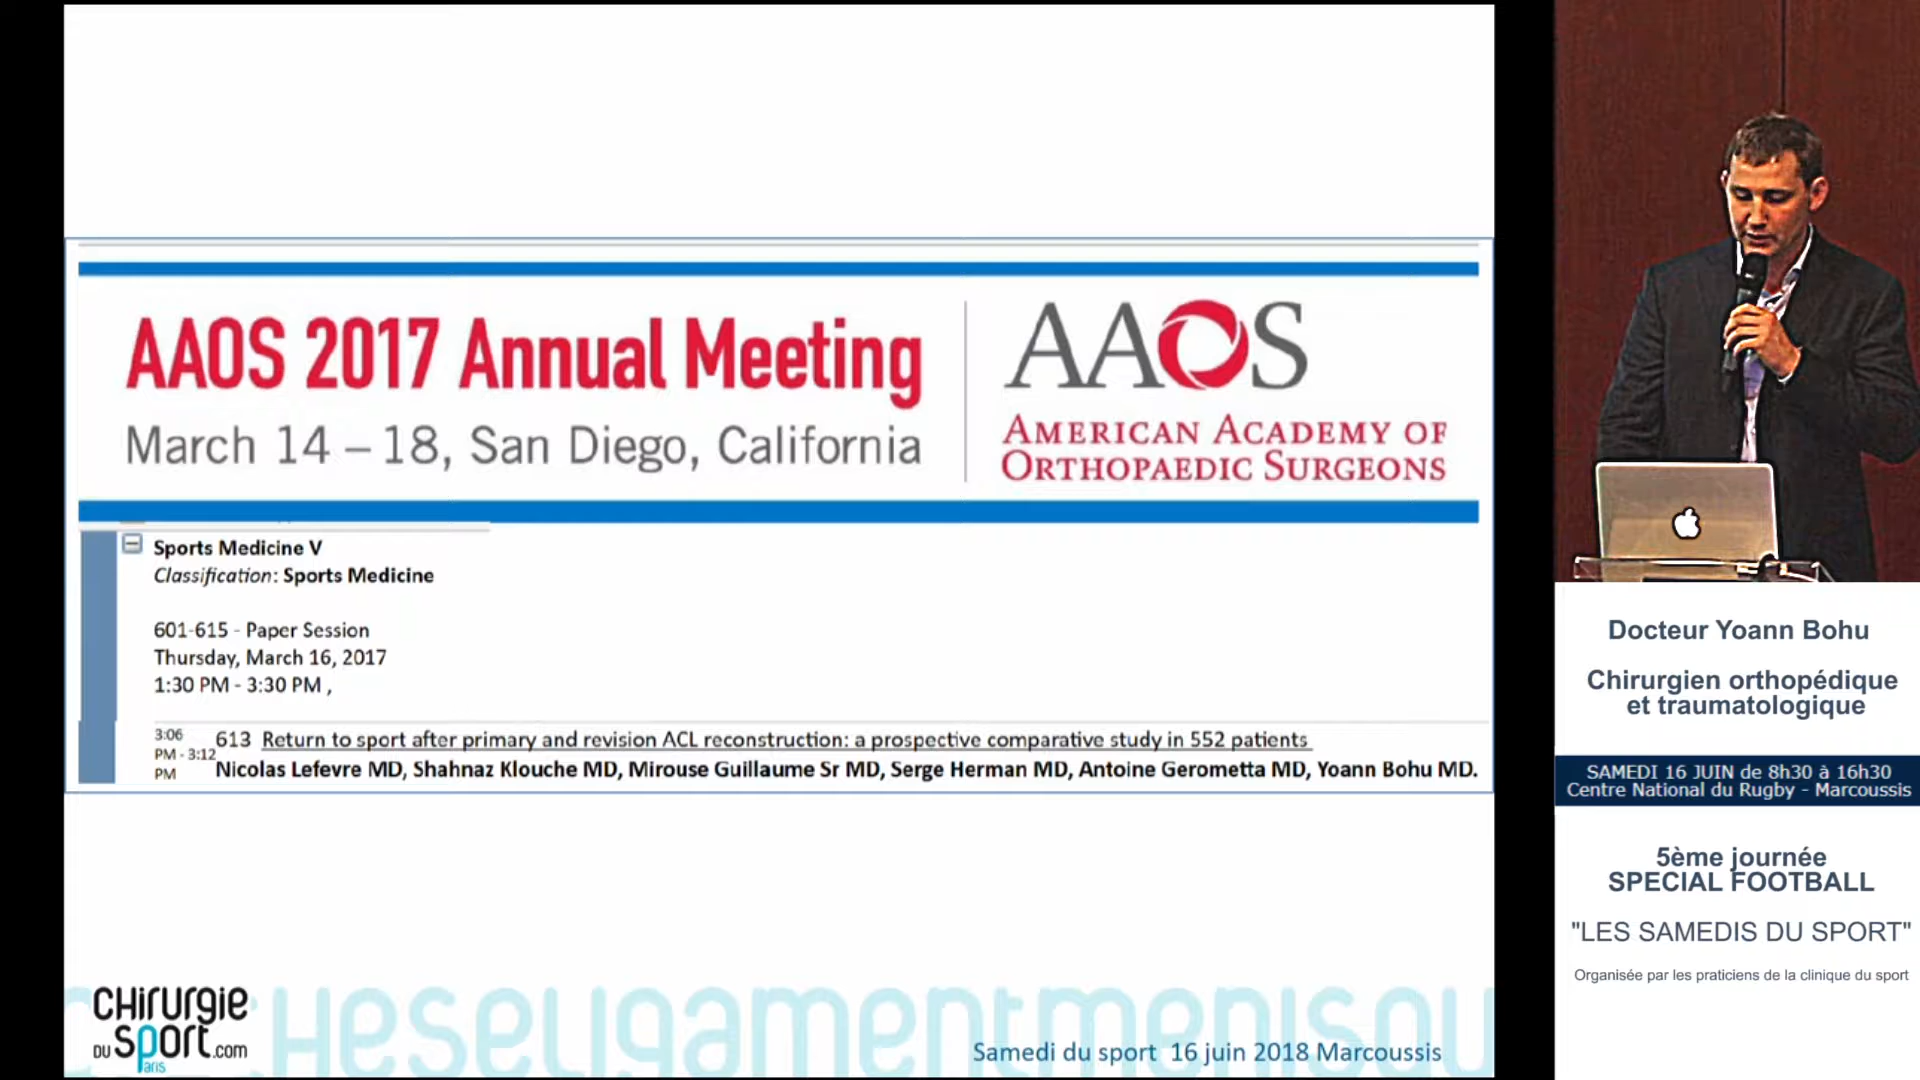 AAOS 2017 Annual Meeting
March 14 – 18, San Diego, California
AAOS
AMERICAN ACADEMY OF
ORTHOPAEDIC SURGEONS
Sports Medicine V
Classification: Sports Medicine
601-615 - Paper Session
Thursday, March 16, 2017
1:30 PM - 3:30 PM ,
3:06
PM - 3:12
PM
613 Return to sport after primary and revision ACL reconstruction: a prospective comparative study in 552 patients
Nicolas Lefevre MD, Shahnaz Klouche MD, Mirouse Guillaume Sr MD, Serge Herman MD, Antoine Gerometta MD, Yoann Bohu MD.
CHIRURGIE
DU SPORT.COM
PARIS
Samedi du sport 16 juin 2018 Marcoussis
Docteur Yoann Bohu
Chirurgien orthopédique
et traumatologique
SAMEDI 16 JUIN de 8h30 à 16h30
Centre National du Rugby - Marcoussis
5ème journée
SPECIAL FOOTBALL
"LES SAMEDIS DU SPORT"
Organisée par les praticiens de la clinique du sport